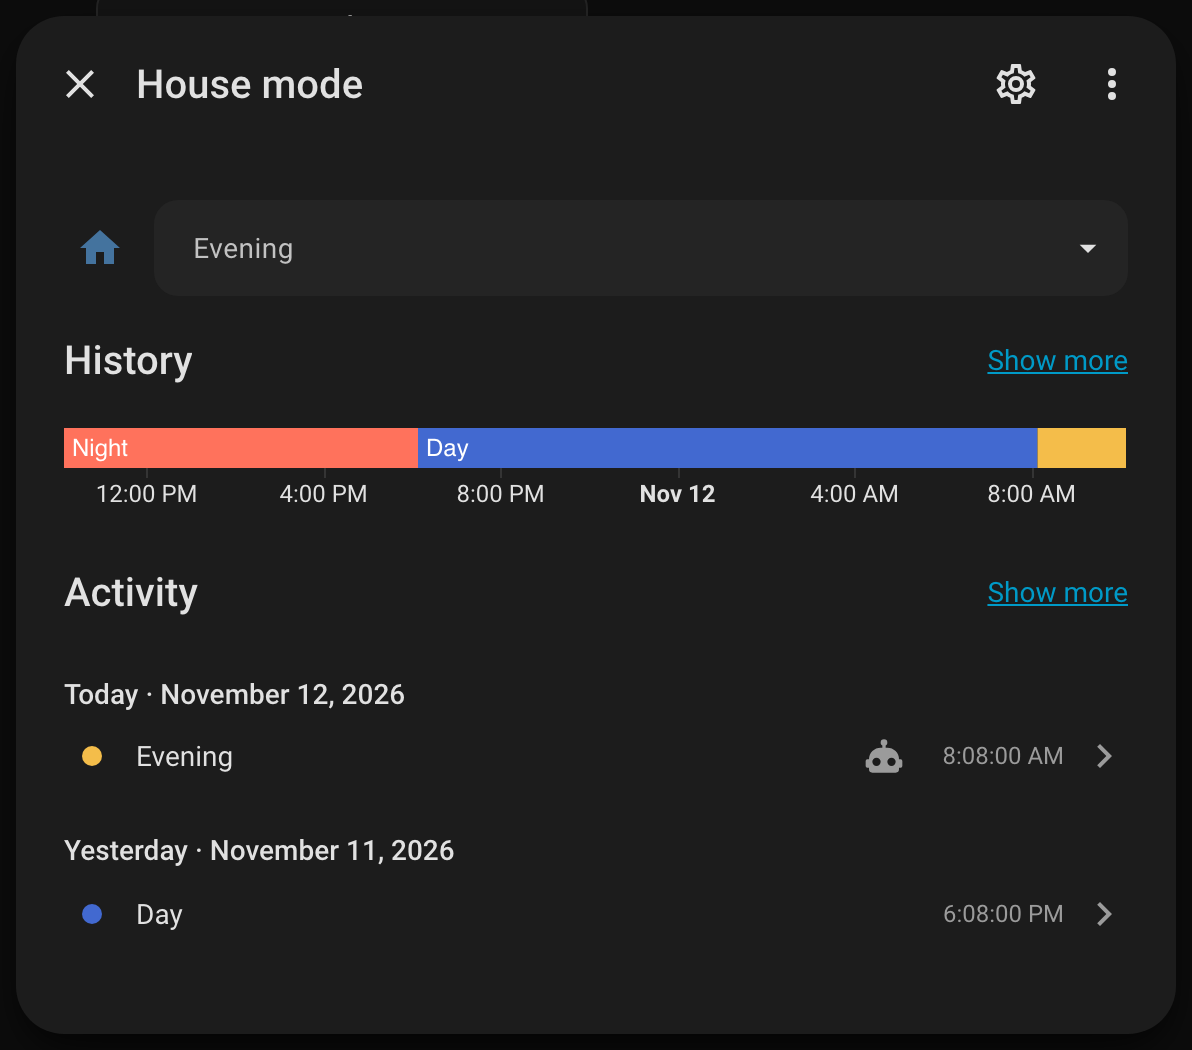 House mode
Evening
History
Show more
Night
Day
12:00 PM
4:00 PM
8:00 PM
Nov 12
4:00 AM
8:00 AM
Activity
Show more
Today · November 12, 2026
Evening
8:08:00 AM
Yesterday · November 11, 2026
Day
6:08:00 PM